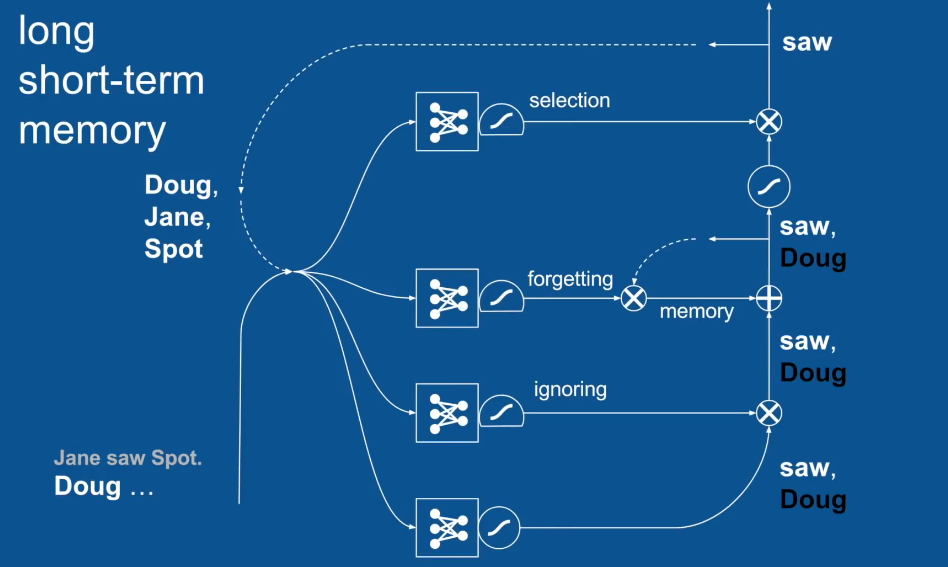 long
short-term
memory
saw
selection
Doug,
Jane,
Spot
saw,
Doug
forgetting
memory
saw,
Doug
ignoring
Jane saw Spot.
Doug ...
saw,
Doug